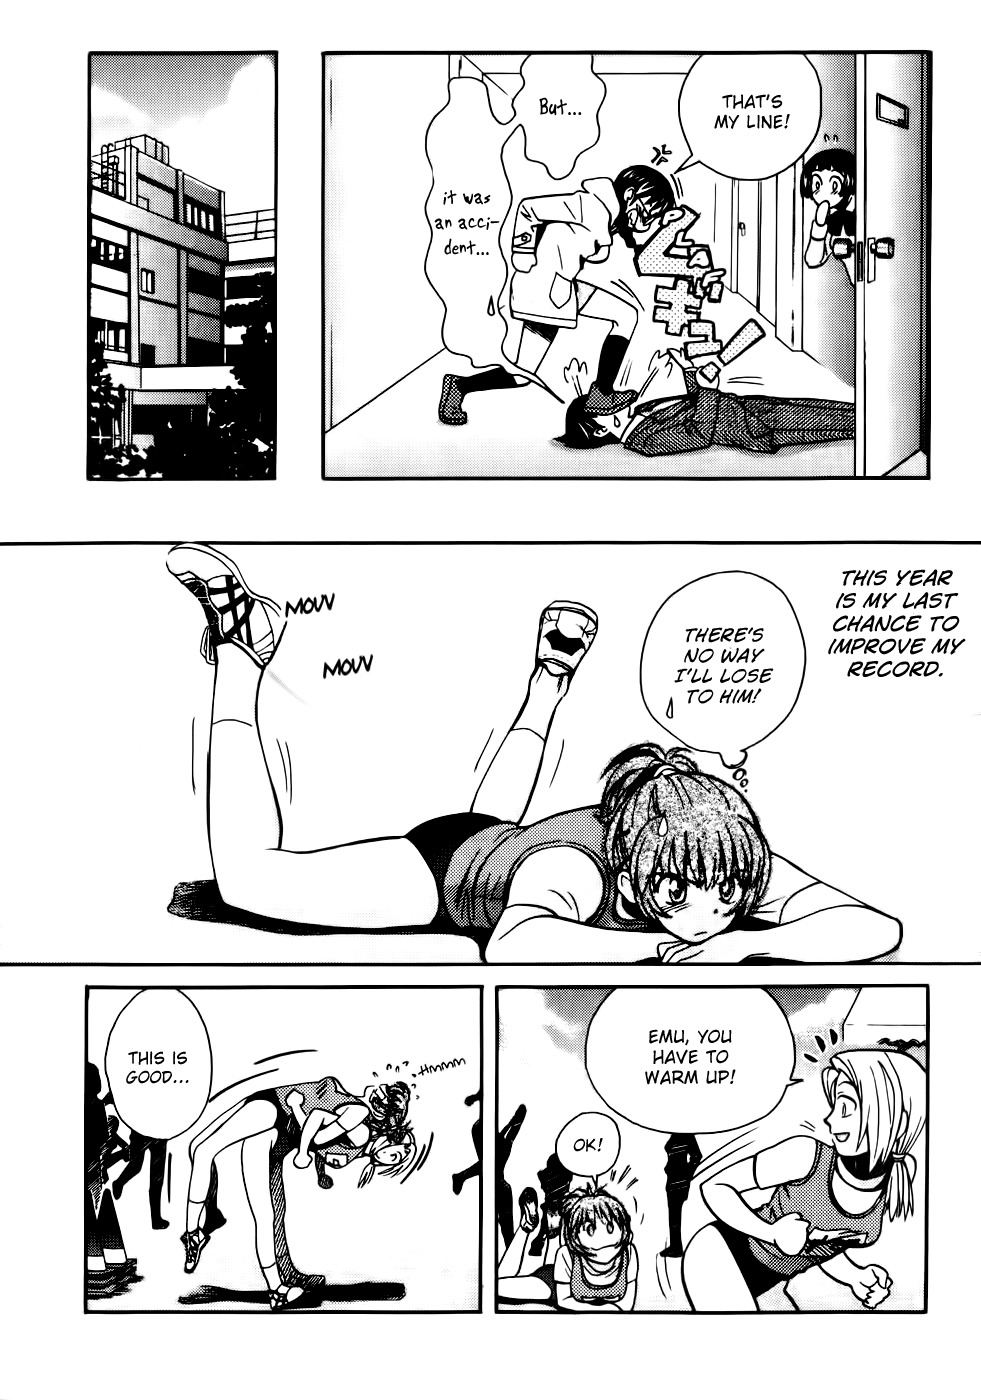 THAT'S
MY LINE!
But...
it was
an acci-
dent...
THIS YEAR
IS MY LAST
CHANCE TO
IMPROVE MY
RECORD.
THERE'S
NO WAY
I'LL LOSE
TO HIM!
MOUV
MOUV
EMU, YOU
HAVE TO
WARM UP!
OK!
THIS IS
GOOD...
HMMM